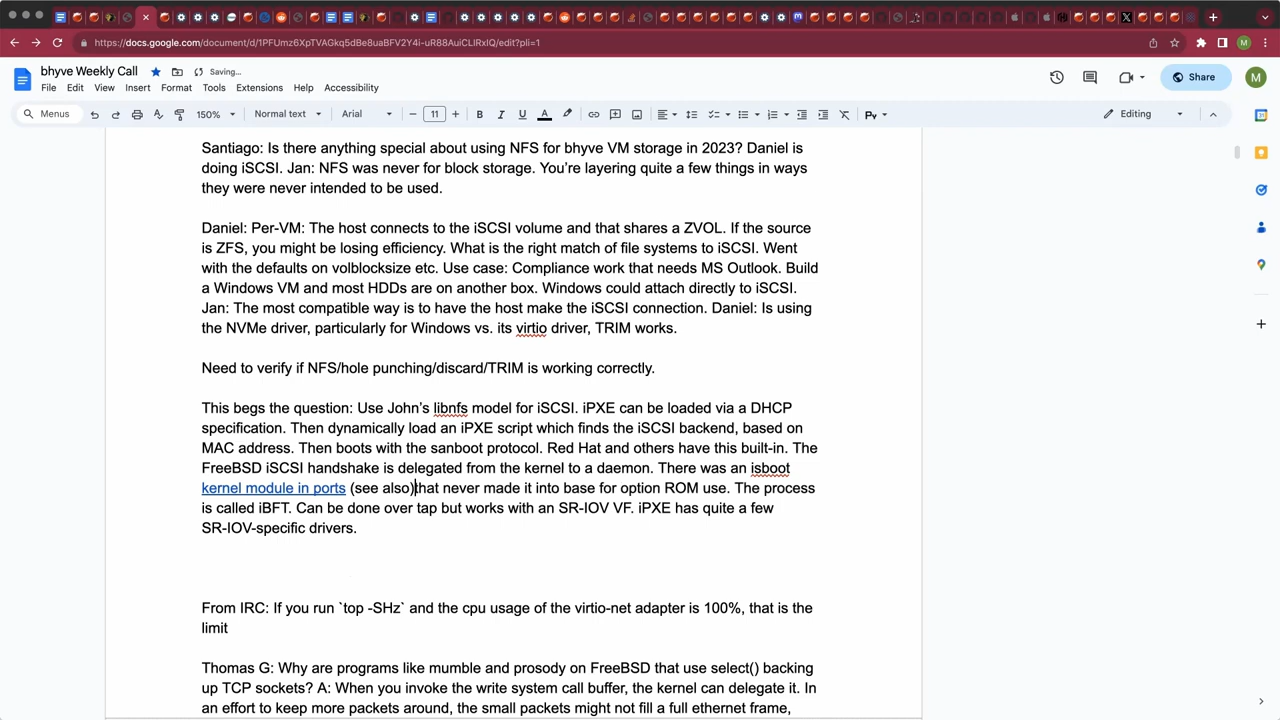 https://docs.google.com/document/d/1PFUmz6XpTVAGkq5dBe8uaBFV2Y4i-uR88AuiCLIRxIQ/edit?pli=1
M
bhyve Weekly Call
Saving...
Share
M
File Edit View Insert Format Tools Extensions Help Accessibility
Menus
150%
Normal text
Arial
11
Editing
Santiago: Is there anything special about using NFS for bhyve VM storage in 2023? Daniel is
doing iSCSI. Jan: NFS was never for block storage. You're layering quite a few things in ways
they were never intended to be used.
Daniel: Per-VM: The host connects to the iSCSI volume and that shares a ZVOL. If the source
is ZFS, you might be losing efficiency. What is the right match of file systems to iSCSI. Went
with the defaults on volblocksize etc. Use case: Compliance work that needs MS Outlook. Build
a Windows VM and most HDDs are on another box. Windows could attach directly to iSCSI.
Jan: The most compatible way is to have the host make the iSCSI connection. Daniel: Is using
the NVMe driver, particularly for Windows vs. its virtio driver, TRIM works.
Need to verify if NFS/hole punching/discard/TRIM is working correctly.
This begs the question: Use John's libnfs model for iSCSI. iPXE can be loaded via a DHCP
specification. Then dynamically load an iPXE script which finds the iSCSI backend, based on
MAC address. Then boots with the sanboot protocol. Red Hat and others have this built-in. The
FreeBSD iSCSI handshake is delegated from the kernel to a daemon. There was an isboot
kernel module in ports (see also)that never made it into base for option ROM use. The process
is called iBFT. Can be done over tap but works with an SR-IOV VF. iPXE has quite a few
SR-IOV-specific drivers.
From IRC: If you run `top -SHz` and the cpu usage of the virtio-net adapter is 100%, that is the
limit
Thomas G: Why are programs like mumble and prosody on FreeBSD that use select() backing
up TCP sockets? A: When you invoke the write system call buffer, the kernel can delegate it. In
an effort to keep more packets around, the small packets might not fill a full ethernet frame,